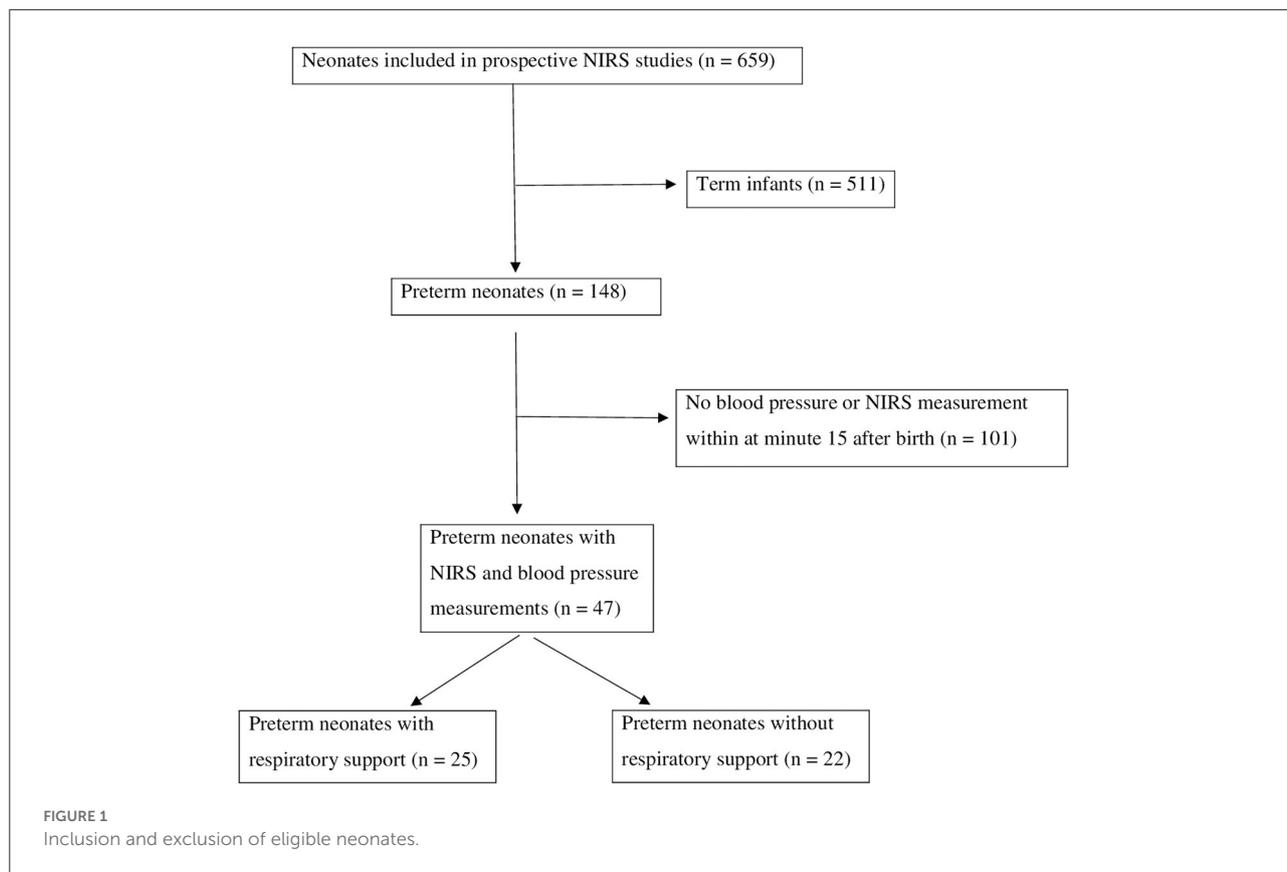 Neonates included in prospective NIRS studies (n = 659)
Term infants (n = 511)
Preterm neonates (n = 148)
No blood pressure or NIRS measurement
within at minute 15 after birth (n = 101)
Preterm neonates with
NIRS and blood pressure
measurements (n = 47)
Preterm neonates with
respiratory support (n = 25)
Preterm neonates without
respiratory support (n = 22)
FIGURE 1
Inclusion and exclusion of eligible neonates.